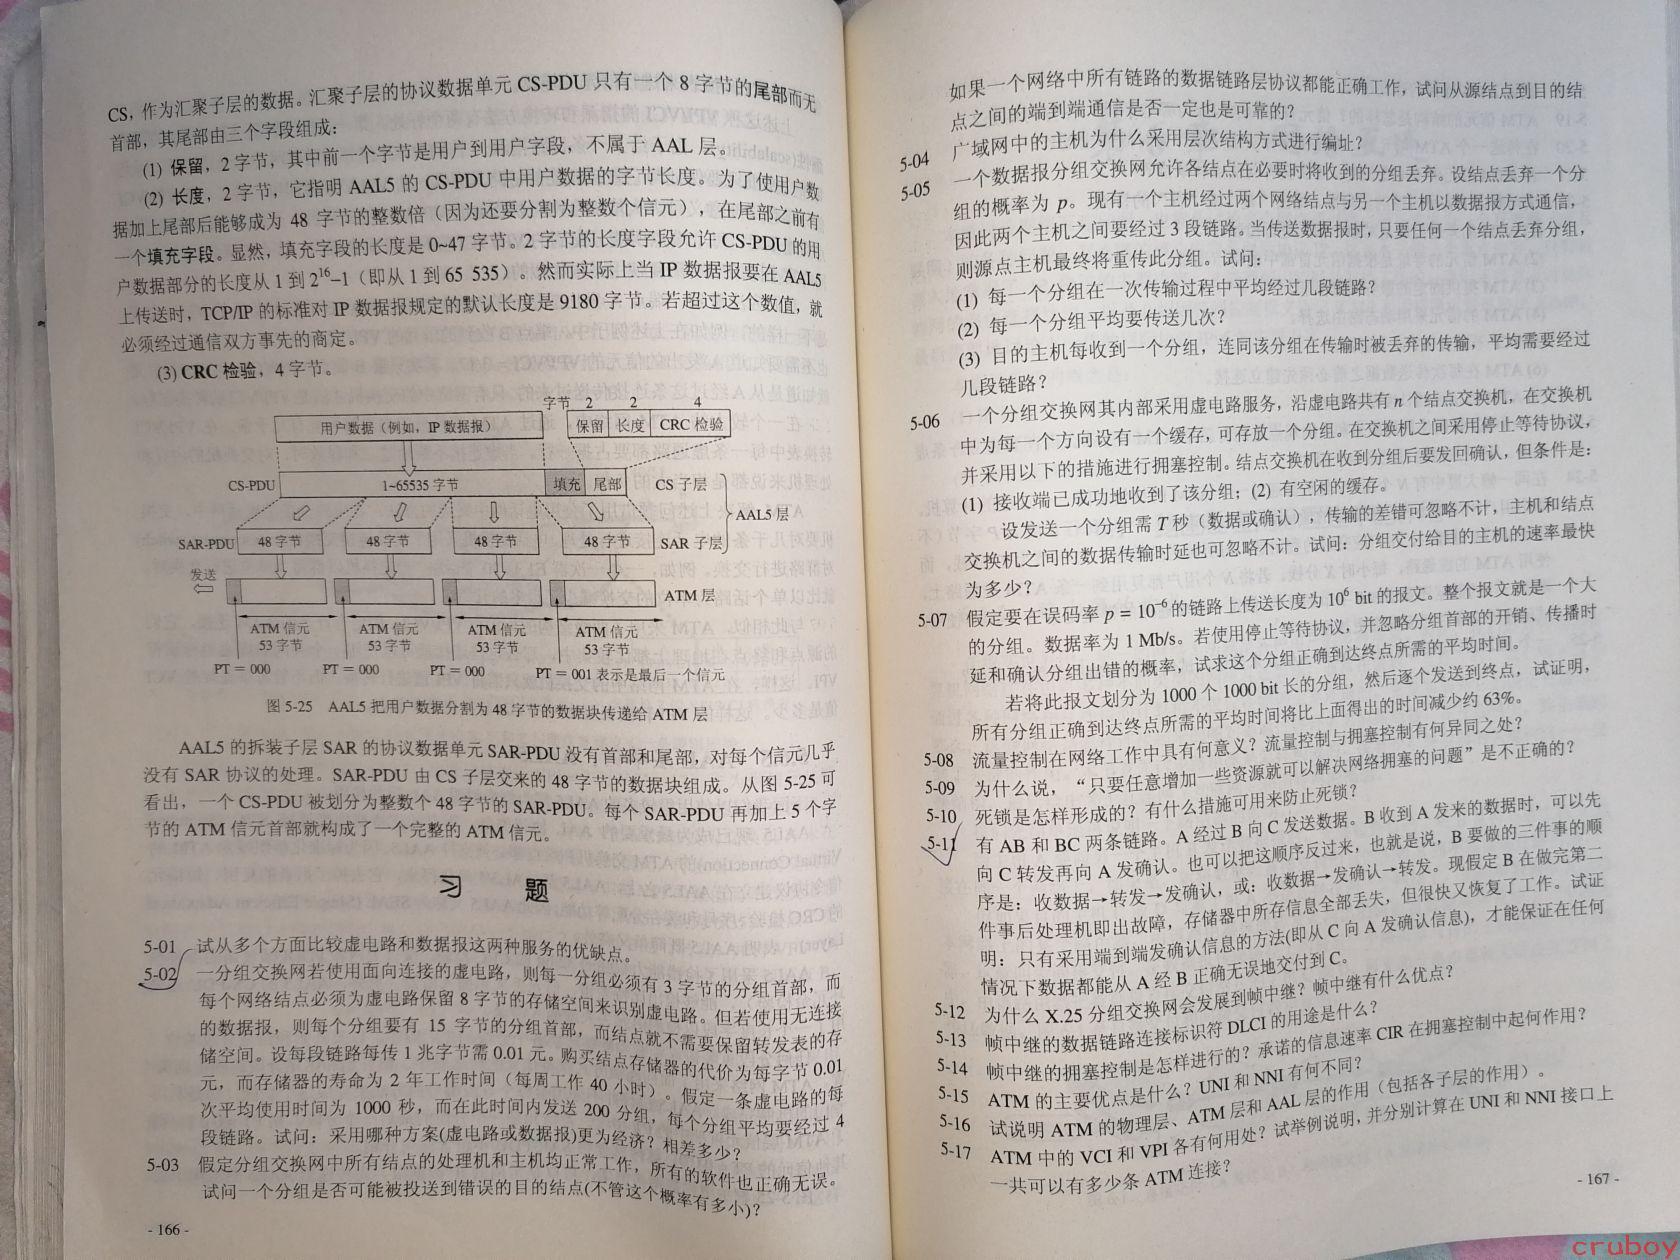 CS，作为汇聚子层的数据。汇聚子层的协议数据单元 CS-PDU 只有一个 8 字节的尾部而无
首部，其尾部由三个字段组成：
(1) 保留，2 字节，其中前一个字节是用户到用户字段，不属于 AAL 层。
(2) 长度，2 字节，它指明 AAL5 的 CS-PDU 中用户数据的字节长度。为了使用户数
据加上尾部后能够成为 48 字节的整数倍（因为还要分割为整数个信元），在尾部之前有
一个填充字段。显然，填充字段的长度是 0~47 字节。2 字节的长度字段允许 CS-PDU 的用
户数据部分的长度从 1 到 2^16−1（即从 1 到 65 535）。然而实际上当 IP 数据报要在 AAL5
上传送时，TCP/IP 的标准对 IP 数据报规定的默认长度是 9180 字节。若超过这个数值，就
必须经过通信双方事先的商定。
(3) CRC 检验，4 字节。
字节 2 2 4
用户数据（例如，IP 数据报） 保留 长度 CRC 检验
CS-PDU 1~65535 字节 填充 尾部 CS 子层
AAL5 层
SAR-PDU 48 字节 48 字节 48 字节 48 字节 SAR 子层
发送
ATM 层
ATM 信元 ATM 信元 ATM 信元 ATM 信元
53 字节 53 字节 53 字节 53 字节
PT = 000 PT = 000 PT = 000 PT = 001 表示是最后一个信元
图 5-25 AAL5 把用户数据分割为 48 字节的数据块传递给 ATM 层
AAL5 的拆装子层 SAR 的协议数据单元 SAR-PDU 没有首部和尾部，对每个信元几乎
没有 SAR 协议的处理。SAR-PDU 由 CS 子层交来的 48 字节的数据块组成。从图 5-25 可
看出，一个 CS-PDU 被划分为整数个 48 字节的 SAR-PDU。每个 SAR-PDU 再加上 5 个字
节的 ATM 信元首部就构成了一个完整的 ATM 信元。
习 题
5-01 试从多个方面比较虚电路和数据报这两种服务的优缺点。
5-02 一分组交换网若使用面向连接的虚电路，则每一分组必须有 3 字节的分组首部，而
每个网络结点必须为虚电路保留 8 字节的存储空间来识别虚电路。但若使用无连接
的数据报，则每个分组要有 15 字节的分组首部，而结点就不需要保留转发表的存
储空间。设每段链路每传 1 兆字节需 0.01 元。购买结点存储器的代价为每字节 0.01
元，而存储器的寿命为 2 年工作时间（每周工作 40 小时）。假定一条虚电路的每
次平均使用时间为 1000 秒，而在此时间内发送 200 分组，每个分组平均要经过 4
段链路。试问：采用哪种方案(虚电路或数据报)更为经济？相差多少？
5-03 假定分组交换网中所有结点的处理机和主机均正常工作，所有的软件也正确无误。
试问一个分组是否可能被投送到错误的目的结点(不管这个概率有多小)？
- 166 -
如果一个网络中所有链路的数据链路层协议都能正确工作，试问从源结点到目的结
点之间的端到端通信是否一定也是可靠的？
5-04 广域网中的主机为什么采用层次结构方式进行编址？
5-05 一个数据报分组交换网允许各结点在必要时将收到的分组丢弃。设结点丢弃一个分
组的概率为 p。现有一个主机经过两个网络结点与另一个主机以数据报方式通信，
因此两个主机之间要经过 3 段链路。当传送数据报时，只要任何一个结点丢弃分组，
则源点主机最终将重传此分组。试问：
(1) 每一个分组在一次传输过程中平均经过几段链路？
(2) 每一个分组平均要传送几次？
(3) 目的主机每收到一个分组，连同该分组在传输时被丢弃的传输，平均需要经过
几段链路？
5-06 一个分组交换网其内部采用虚电路服务，沿虚电路共有 n 个结点交换机，在交换机
中为每一个方向设有一个缓存，可存放一个分组。在交换机之间采用停止等待协议，
并采用以下的措施进行拥塞控制。结点交换机在收到分组后要发回确认，但条件是：
(1) 接收端已成功地收到了该分组；(2) 有空闲的缓存。
设发送一个分组需 T 秒（数据或确认），传输的差错可忽略不计，主机和结点
交换机之间的数据传输时延也可忽略不计。试问：分组交付给目的主机的速率最快
为多少？
5-07 假定要在误码率 p = 10^−6 的链路上传送长度为 10^6 bit 的报文。整个报文就是一个大
的分组。数据率为 1 Mb/s。若使用停止等待协议，并忽略分组首部的开销、传播时
延和确认分组出错的概率，试求这个分组正确到达终点所需的平均时间。
若将此报文划分为 1000 个 1000 bit 长的分组，然后逐个发送到终点，试证明，
所有分组正确到达终点所需的平均时间将比上面得出的时间减少约 63%。
5-08 流量控制在网络工作中具有何意义？流量控制与拥塞控制有何异同之处？
5-09 为什么说，“只要任意增加一些资源就可以解决网络拥塞的问题”是不正确的？
5-10 死锁是怎样形成的？有什么措施可用来防止死锁？
5-11 有 AB 和 BC 两条链路。A 经过 B 向 C 发送数据。B 收到 A 发来的数据时，可以先
向 C 转发再向 A 发确认。也可以把这顺序反过来，也就是说，B 要做的三件事的顺
序是：收数据→转发→发确认，或：收数据→发确认→转发。现假定 B 在做完第二
件事后处理机即出故障，存储器中所存信息全部丢失，但很快又恢复了工作。试证
明：只有采用端到端发确认信息的方法(即从 C 向 A 发确认信息)，才能保证在任何
情况下数据都能从 A 经 B 正确无误地交付到 C。
5-12 为什么 X.25 分组交换网会发展到帧中继？帧中继有什么优点？
5-13 帧中继的数据链路连接标识符 DLCI 的用途是什么？
5-14 帧中继的拥塞控制是怎样进行的？承诺的信息速率 CIR 在拥塞控制中起何作用？
5-15 ATM 的主要优点是什么？UNI 和 NNI 有何不同？
5-16 试说明 ATM 的物理层、ATM 层和 AAL 层的作用（包括各子层的作用）。
5-17 ATM 中的 VCI 和 VPI 各有何用处？试举例说明，并分别计算在 UNI 和 NNI 接口上
一共可以有多少条 ATM 连接？
- 167 -
cruboy